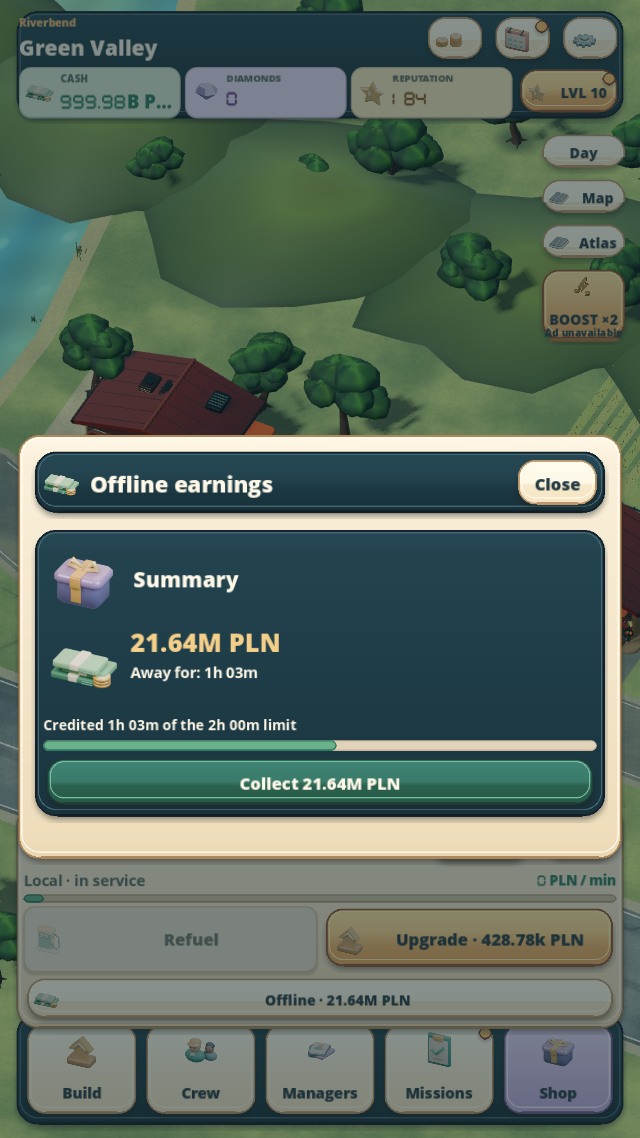 Riverbend
Green Valley
CASH
999.98B P...
DIAMONDS
0
REPUTATION
184
LVL 10
Day
Map
Atlas
BOOST ×2
Ad unavailable
Offline earnings
Close
Summary
21.64M PLN
Away for: 1h 03m
Credited 1h 03m of the 2h 00m limit
Collect 21.64M PLN
Local · in service
0 PLN / min
Refuel
Upgrade · 428.78k PLN
Offline · 21.64M PLN
Build
Crew
Managers
Missions
Shop